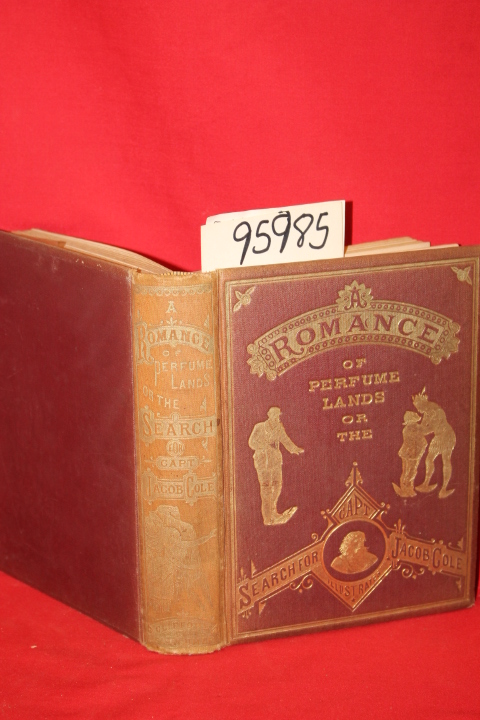 95985
A
ROMANCE
OF
PERFUME
LANDS
OR
THE
SEARCH FOR
CAPT
JACOB COLE
ILLUSTRATED
A
ROMANCE
OF
PERFUME
LANDS
OR THE
SEARCH
FOR
CAPT
JACOB COLE